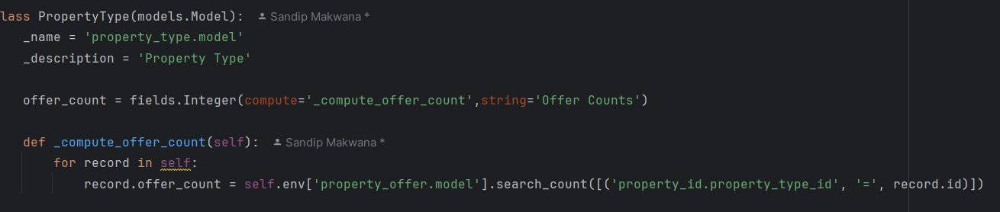 lass PropertyType(models.Model): Sandip Makwana *
_name = 'property_type.model'
_description = 'Property Type'
offer_count = fields.Integer(compute='_compute_offer_count',string='Offer Counts')
def _compute_offer_count(self): Sandip Makwana *
for record in self:
record.offer_count = self.env['property_offer.model'].search_count([('property_id.property_type_id', '=', record.id)])